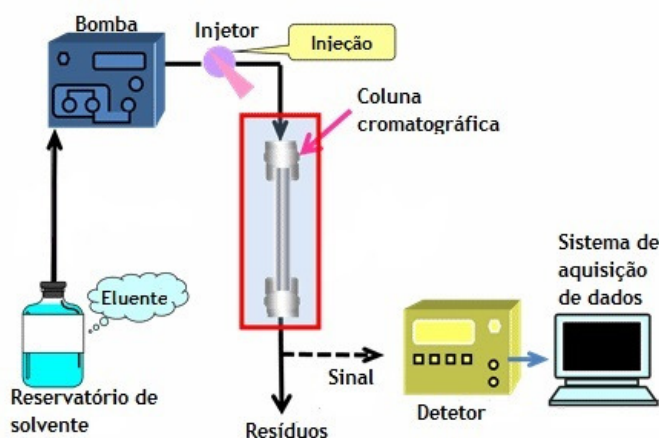 Bomba
Injetor
Injeção
Coluna
cromatográfica
Eluente
Reservatório de
solvente
Sinal
Resíduos
Detetor
Sistema de
aquisição
de dados